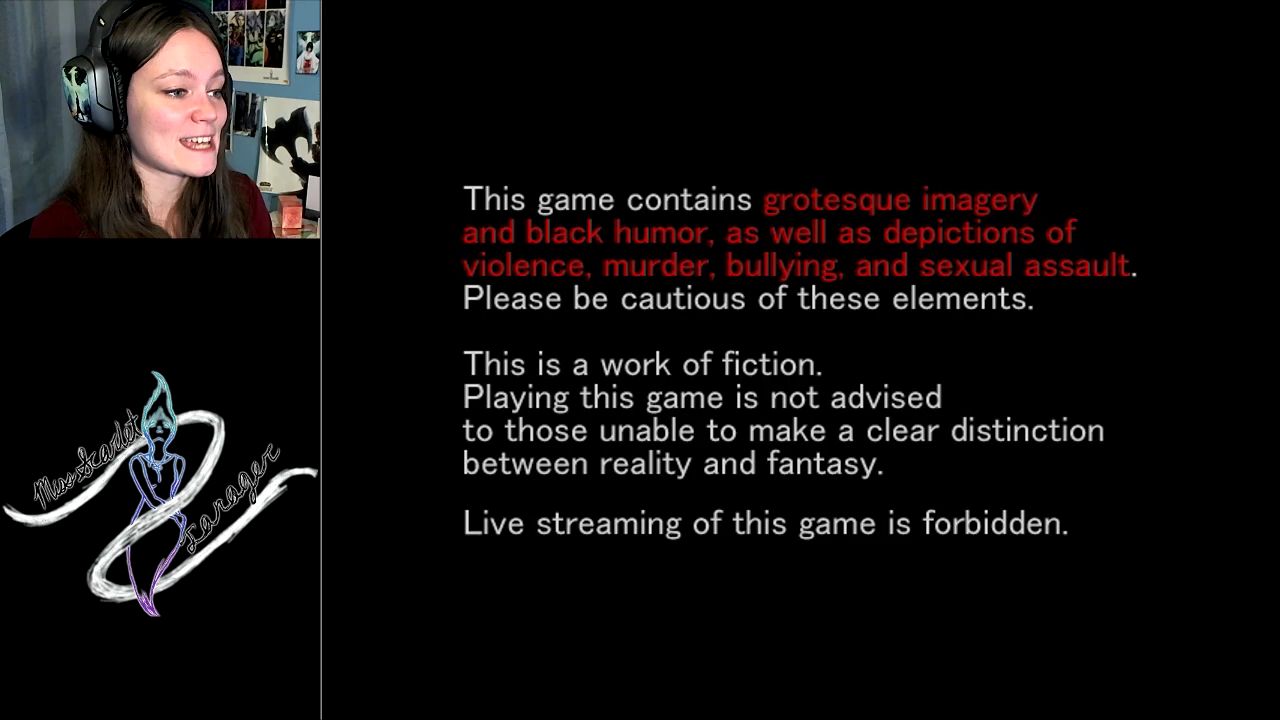 This game contains grotesque imagery
and black humor, as well as depictions of
violence, murder, bullying, and sexual assault.
Please be cautious of these elements.
This is a work of fiction.
Playing this game is not advised
to those unable to make a clear distinction
between reality and fantasy.
Live streaming of this game is forbidden.
Miss Scarlet